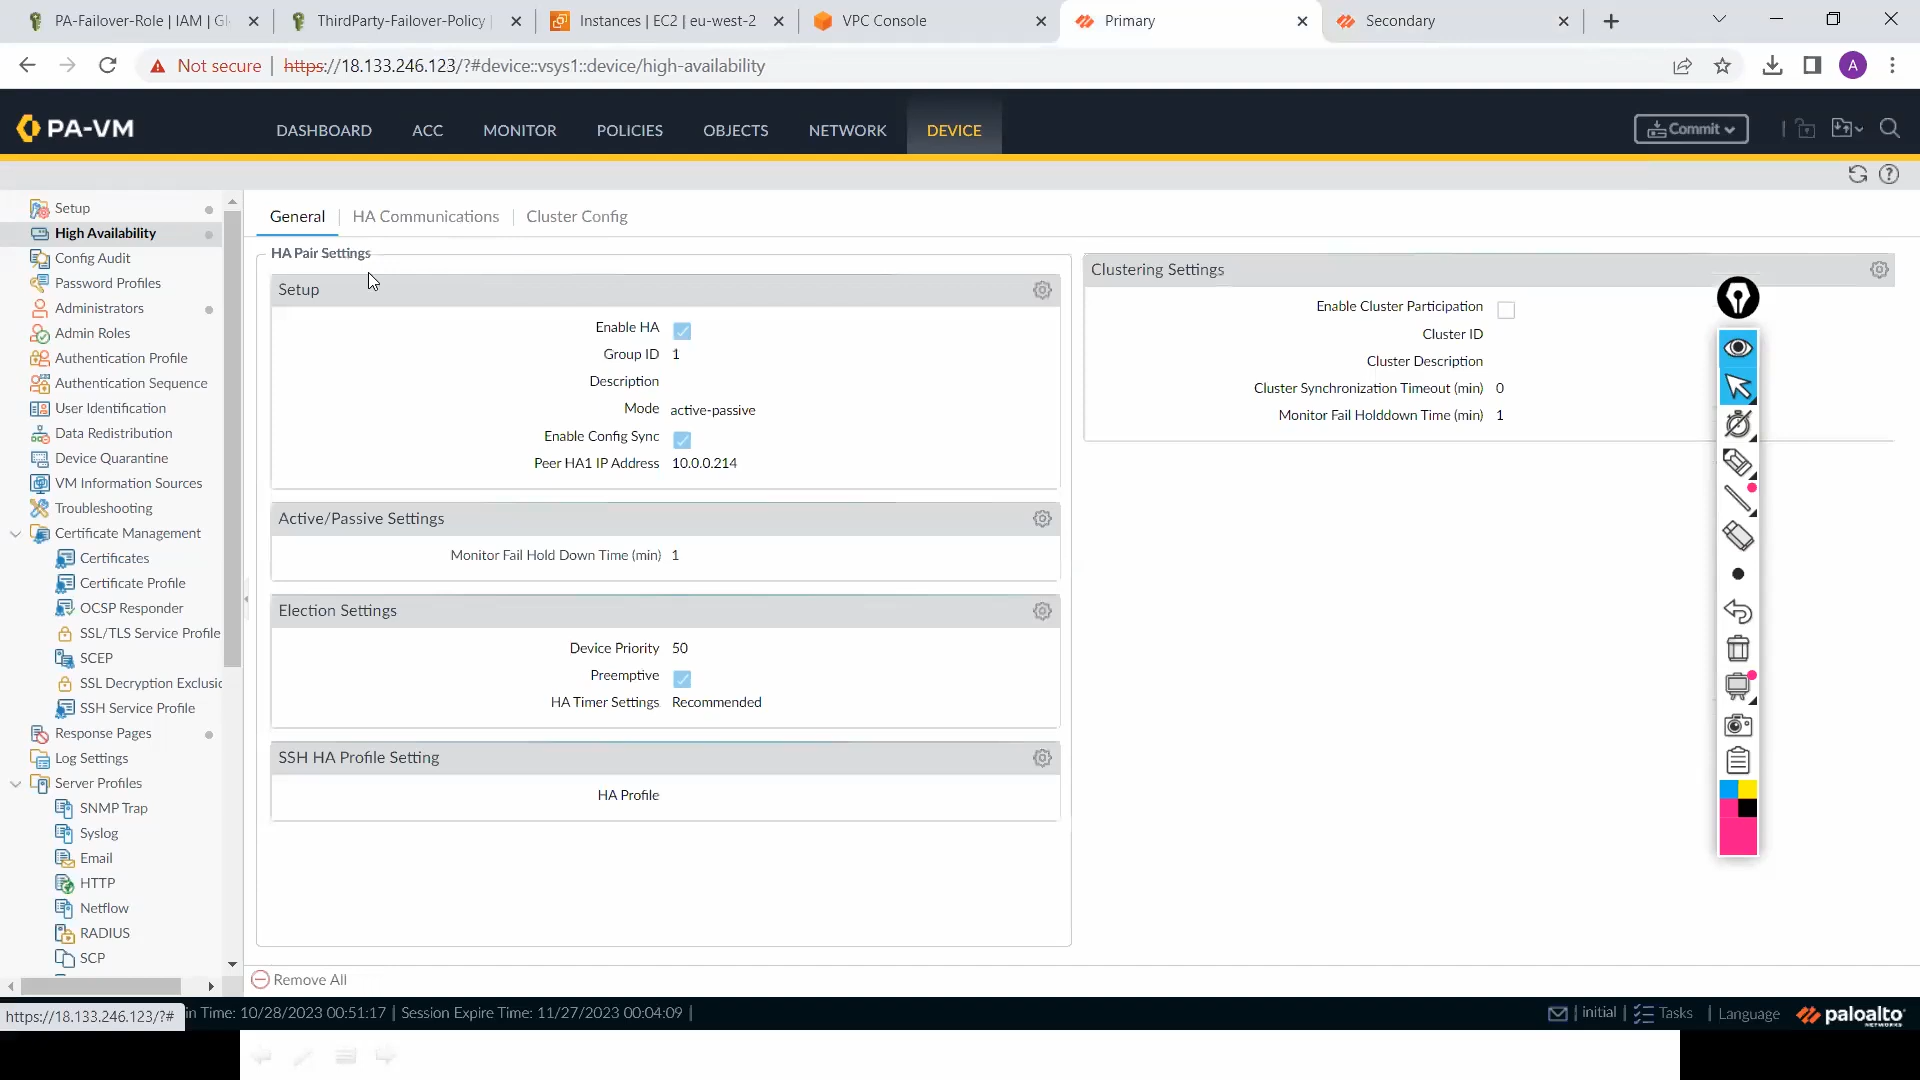 PA-Failover-Role | IAM | Gl
ThirdParty-Failover-Policy |
Instances | EC2 | eu-west-2
VPC Console
Primary
Secondary
Not secure | https://18.133.246.123/?#device::vsys1::device/high-availability
A
PA-VM
DASHBOARD
ACC
MONITOR
POLICIES
OBJECTS
NETWORK
DEVICE
Commit
Setup
High Availability
Config Audit
Password Profiles
Administrators
Admin Roles
Authentication Profile
Authentication Sequence
User Identification
Data Redistribution
Device Quarantine
VM Information Sources
Troubleshooting
Certificate Management
Certificates
Certificate Profile
OCSP Responder
SSL/TLS Service Profile
SCEP
SSL Decryption Exclusic
SSH Service Profile
Response Pages
Log Settings
Server Profiles
SNMP Trap
Syslog
Email
HTTP
Netflow
RADIUS
SCP
General
HA Communications
Cluster Config
HA Pair Settings
Setup
Enable HA
Group ID 1
Description
Mode active-passive
Enable Config Sync
Peer HA1 IP Address 10.0.0.214
Active/Passive Settings
Monitor Fail Hold Down Time (min) 1
Election Settings
Device Priority 50
Preemptive
HA Timer Settings Recommended
SSH HA Profile Setting
HA Profile
Clustering Settings
Enable Cluster Participation
Cluster ID
Cluster Description
Cluster Synchronization Timeout (min) 0
Monitor Fail Holddown Time (min) 1
Remove All
https://18.133.246.123/?#
in Time: 10/28/2023 00:51:17 | Session Expire Time: 11/27/2023 00:04:09 |
| initial | Tasks | Language
paloalto
NETWORKS